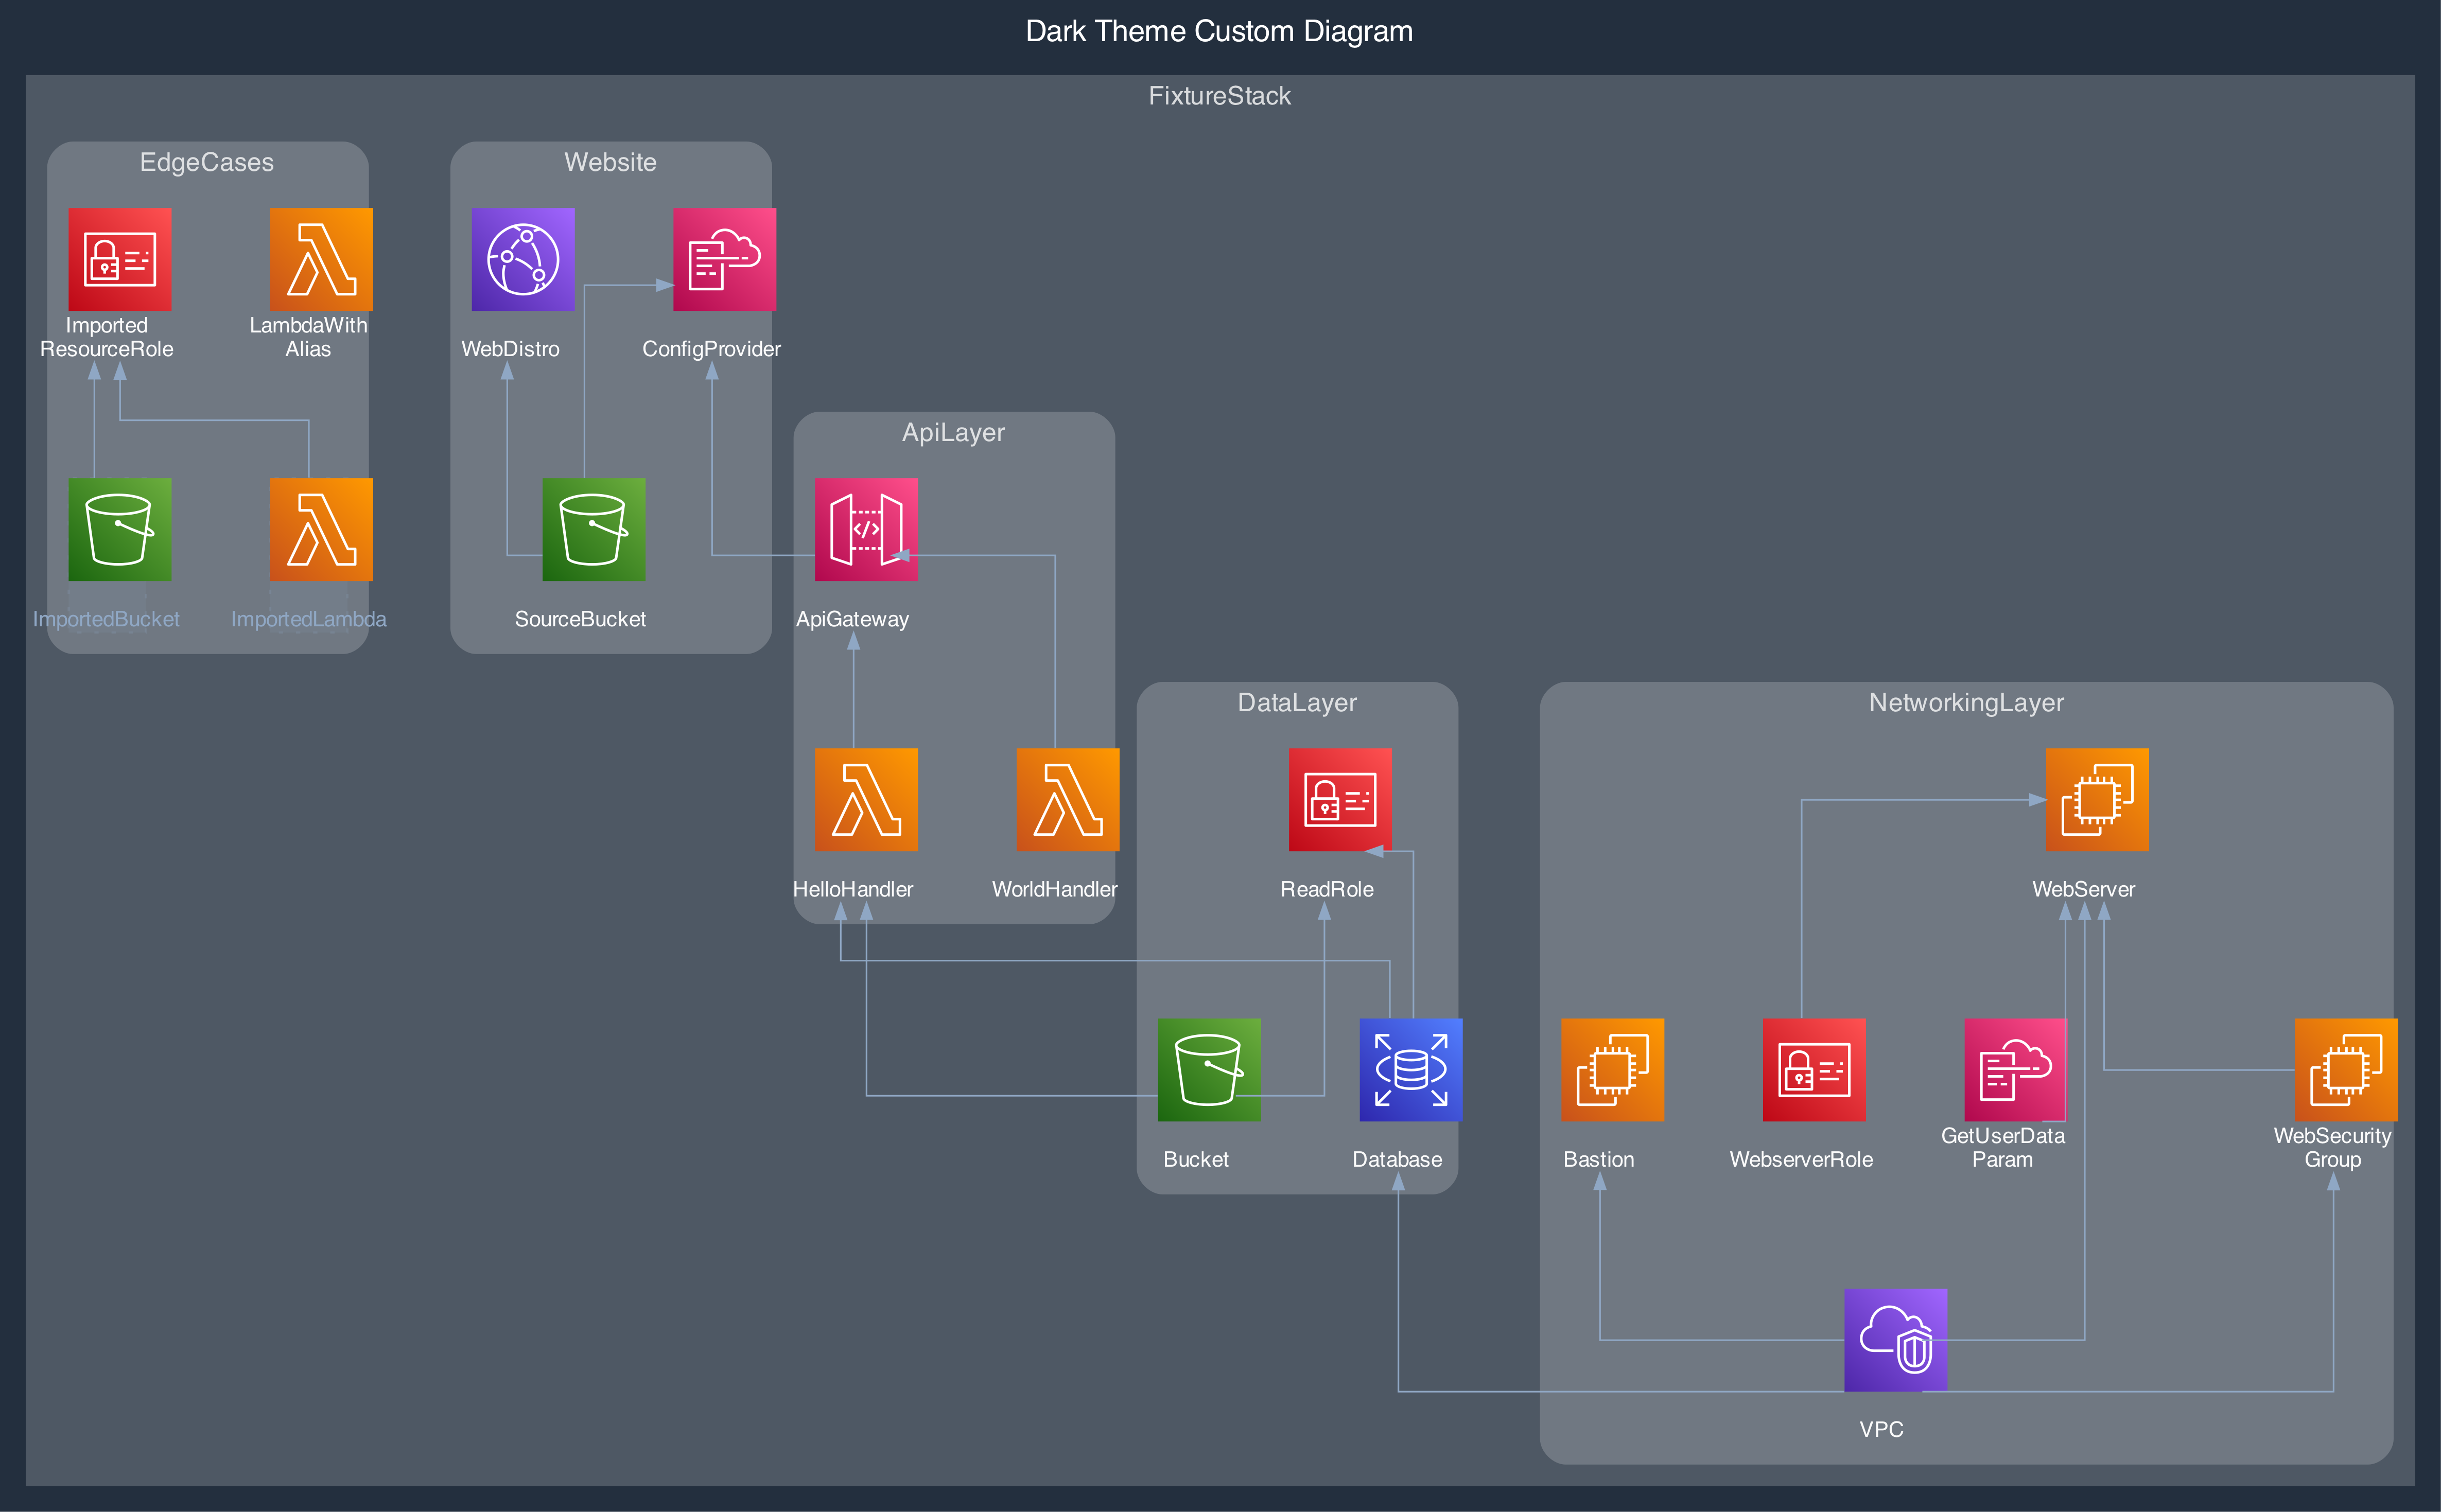 Dark Theme Custom Diagram
FixtureStack
EdgeCases
Imported
ResourceRole
LambdaWith
Alias
ImportedBucket
ImportedLambda
Website
WebDistro
ConfigProvider
SourceBucket
ApiLayer
</>
ApiGateway
HelloHandler
WorldHandler
DataLayer
ReadRole
Bucket
Database
NetworkingLayer
WebServer
Bastion
WebserverRole
GetUserData
Param
WebSecurity
Group
VPC